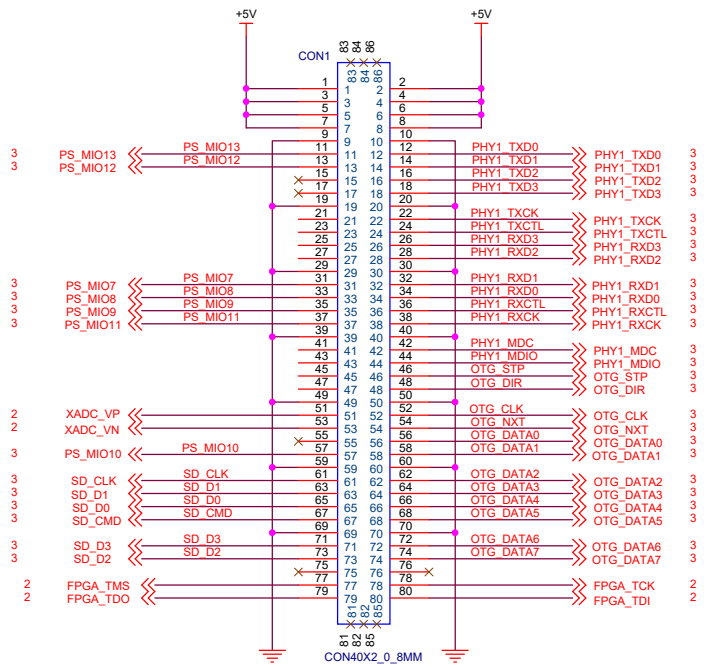 +5V +5V
CON1 83 84 86
83 84 86
1 1 2 2
3 3 4 4
5 5 6 6
7 7 8 8
9 9 10 10
3 PS_MIO13 PS_MIO13 11 11 12 12 PHY1_TXD0 PHY1_TXD0 3
3 PS_MIO12 PS_MIO12 13 13 14 14 PHY1_TXD1 PHY1_TXD1 3
15 15 16 16 PHY1_TXD2 PHY1_TXD2 3
17 17 18 18 PHY1_TXD3 PHY1_TXD3 3
19 19 20 20
21 21 22 22 PHY1_TXCK PHY1_TXCK 3
23 23 24 24 PHY1_TXCTL PHY1_TXCTL 3
25 25 26 26 PHY1_RXD3 PHY1_RXD3 3
27 27 28 28 PHY1_RXD2 PHY1_RXD2 3
29 29 30 30
3 PS_MIO7 PS_MIO7 31 31 32 32 PHY1_RXD1 PHY1_RXD1 3
3 PS_MIO8 PS_MIO8 33 33 34 34 PHY1_RXD0 PHY1_RXD0 3
3 PS_MIO9 PS_MIO9 35 35 36 36 PHY1_RXCTL PHY1_RXCTL 3
3 PS_MIO11 PS_MIO11 37 37 38 38 PHY1_RXCK PHY1_RXCK 3
39 39 40 40
41 41 42 42 PHY1_MDC PHY1_MDC 3
43 43 44 44 PHY1_MDIO PHY1_MDIO 3
45 45 46 46 OTG_STP OTG_STP 3
47 47 48 48 OTG_DIR OTG_DIR 3
49 49 50 50
2 XADC_VP 51 51 52 52 OTG_CLK OTG_CLK 3
2 XADC_VN 53 53 54 54 OTG_NXT OTG_NXT 3
55 55 56 56 OTG_DATA0 OTG_DATA0 3
3 PS_MIO10 PS_MIO10 57 57 58 58 OTG_DATA1 OTG_DATA1 3
59 59 60 60
3 SD_CLK SD_CLK 61 61 62 62 OTG_DATA2 OTG_DATA2 3
3 SD_D1 SD_D1 63 63 64 64 OTG_DATA3 OTG_DATA3 3
3 SD_D0 SD_D0 65 65 66 66 OTG_DATA4 OTG_DATA4 3
3 SD_CMD SD_CMD 67 67 68 68 OTG_DATA5 OTG_DATA5 3
69 69 70 70
3 SD_D3 SD_D3 71 71 72 72 OTG_DATA6 OTG_DATA6 3
3 SD_D2 SD_D2 73 73 74 74 OTG_DATA7 OTG_DATA7 3
75 75 76 76
2 FPGA_TMS 77 77 78 78 FPGA_TCK 2
2 FPGA_TDO 79 79 80 80 FPGA_TDI 2
81 82 85
81 82 85
CON40X2_0_8MM